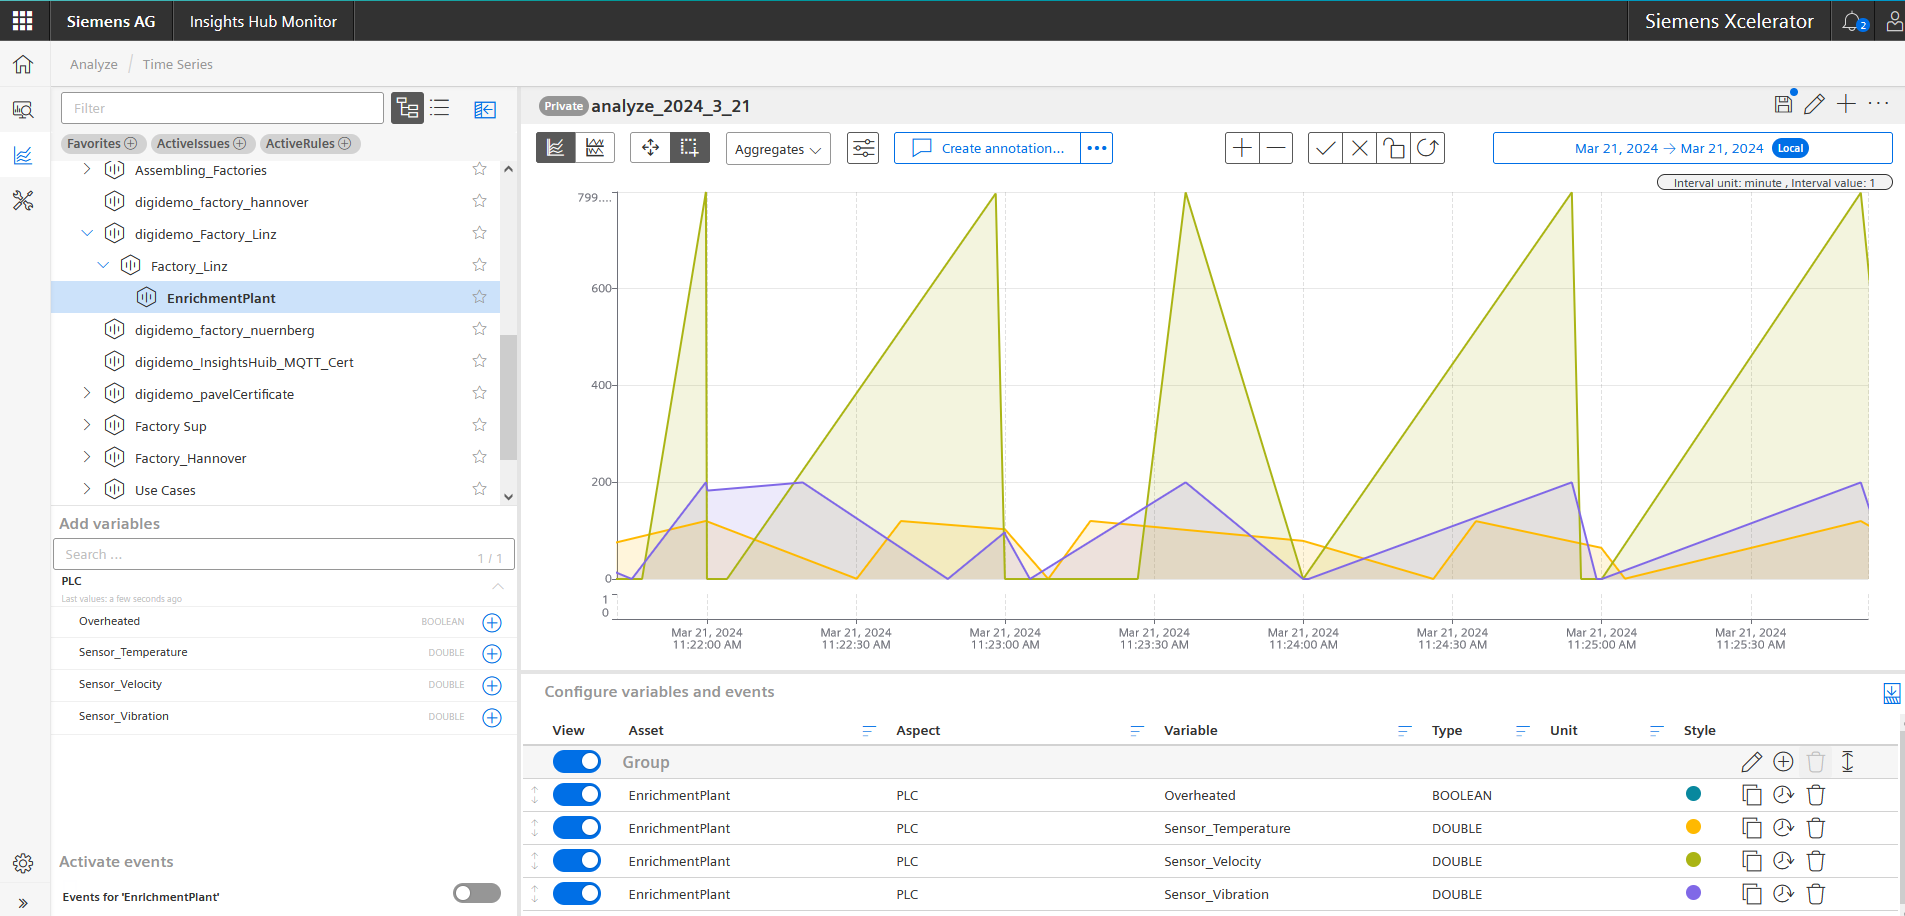 Siemens AG
Insights Hub Monitor
Siemens Xcelerator
2
Analyze / Time Series
Filter
Favorites
ActiveIssues
ActiveRules
Assembling_Factories
digidemo_factory_hannover
digidemo_Factory_Linz
Factory_Linz
EnrichmentPlant
digidemo_factory_nuernberg
digidemo_InsightsHuib_MQTT_Cert
digidemo_pavelCertificate
Factory Sup
Factory_Hannover
Use Cases
Add variables
Search ...
1 / 1
PLC
Last values: a few seconds ago
Overheated BOOLEAN
Sensor_Temperature DOUBLE
Sensor_Velocity DOUBLE
Sensor_Vibration DOUBLE
Activate events
Events for 'EnrichmentPlant'
Private analyze_2024_3_21
Aggregates
Create annotation...
Mar 21, 2024 → Mar 21, 2024 Local
Interval unit: minute , Interval value: 1
799....
600
400
200
0
1
0
Mar 21, 2024
11:22:00 AM
Mar 21, 2024
11:22:30 AM
Mar 21, 2024
11:23:00 AM
Mar 21, 2024
11:23:30 AM
Mar 21, 2024
11:24:00 AM
Mar 21, 2024
11:24:30 AM
Mar 21, 2024
11:25:00 AM
Mar 21, 2024
11:25:30 AM
Configure variables and events
View Asset Aspect Variable Type Unit Style
Group
EnrichmentPlant PLC Overheated BOOLEAN
EnrichmentPlant PLC Sensor_Temperature DOUBLE
EnrichmentPlant PLC Sensor_Velocity DOUBLE
EnrichmentPlant PLC Sensor_Vibration DOUBLE